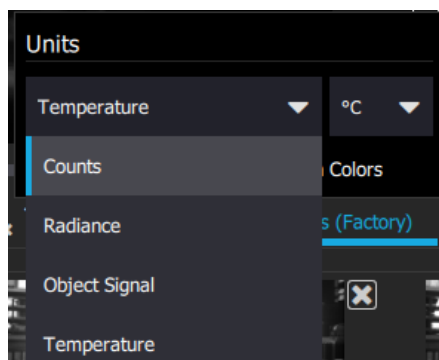 Units
Temperature
°C
Counts
Colors
Radiance
s (Factory)
Object Signal
Temperature